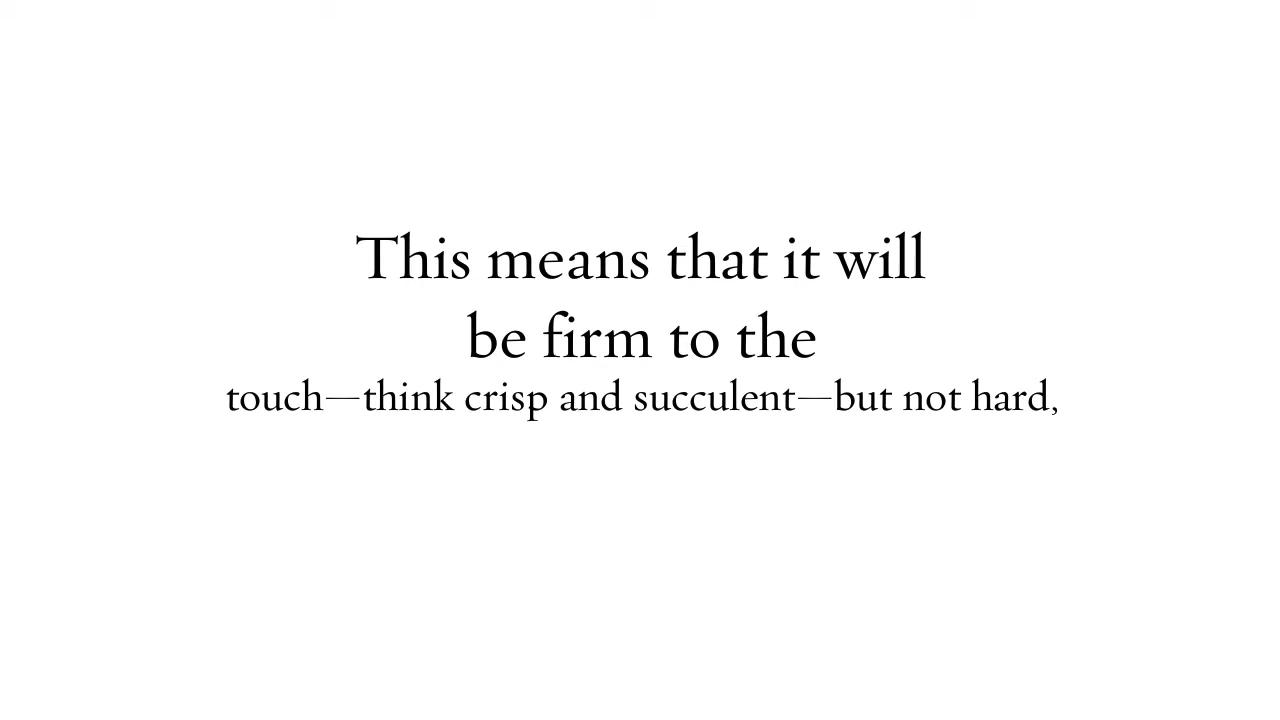 This means that it will
be firm to the
touch—think crisp and succulent—but not hard,